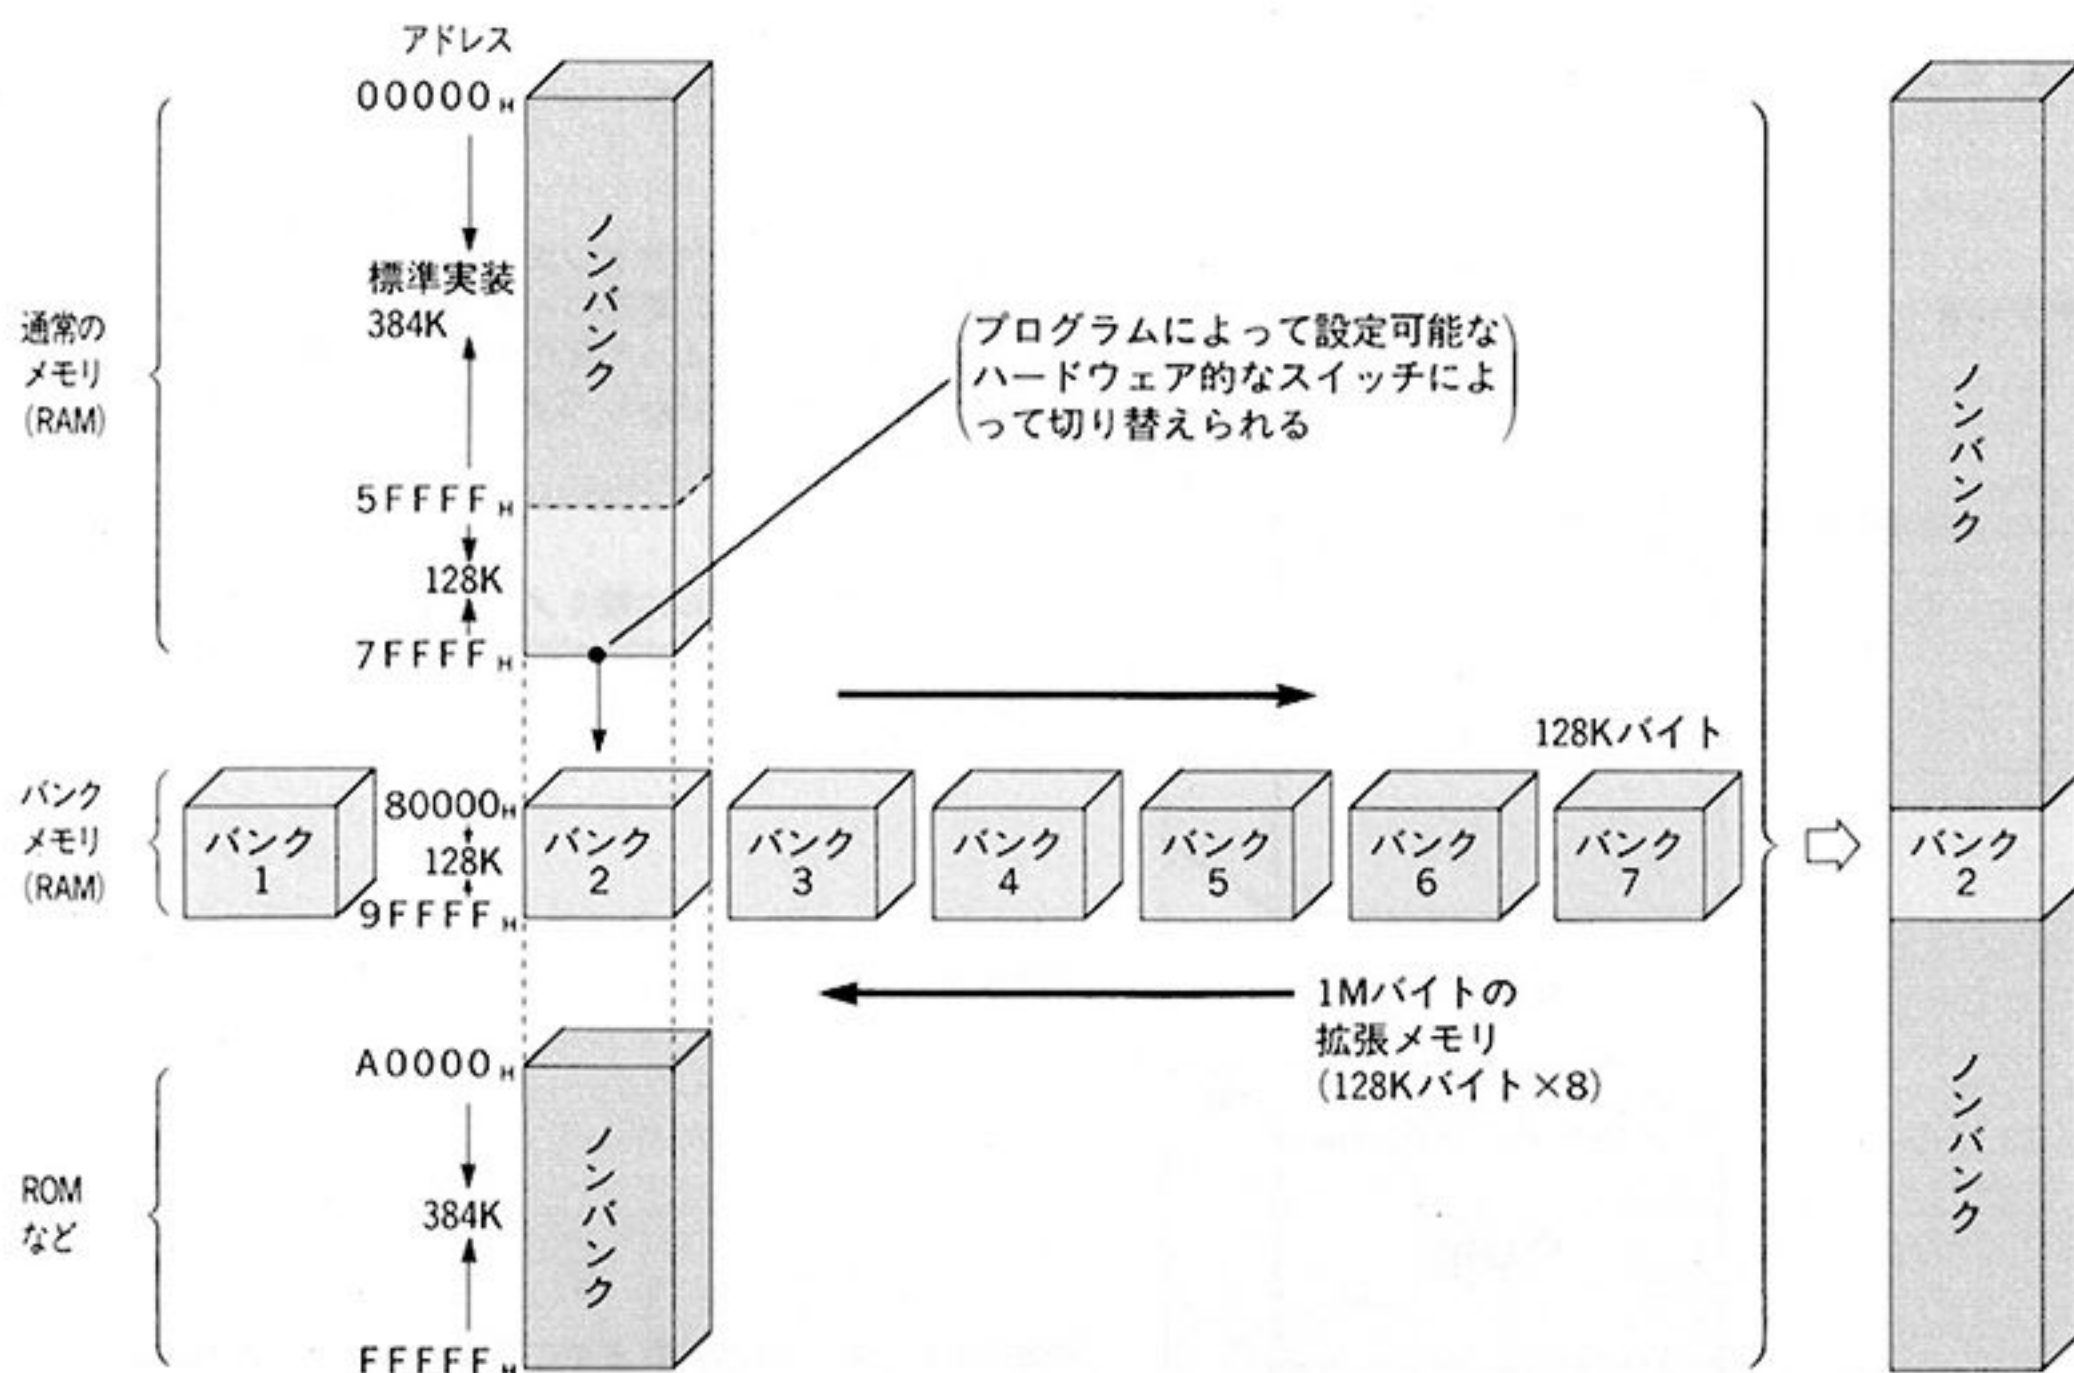 アドレス
00000H
標準実装
384K
ノンバンク
通常の
メモリ
(RAM)
プログラムによって設定可能な
ハードウェア的なスイッチによ
って切り替えられる
5FFFFH
128K
7FFFFH
128Kバイト
バンク
メモリ
(RAM)
バンク
1
80000H
128K
9FFFFH
バンク
2
バンク
3
バンク
4
バンク
5
バンク
6
バンク
7
1Mバイトの
拡張メモリ
(128Kバイト×8)
A0000H
ROM
など
384K
ノンバンク
FFFFFH
ノンバンク
バンク
2
ノンバンク